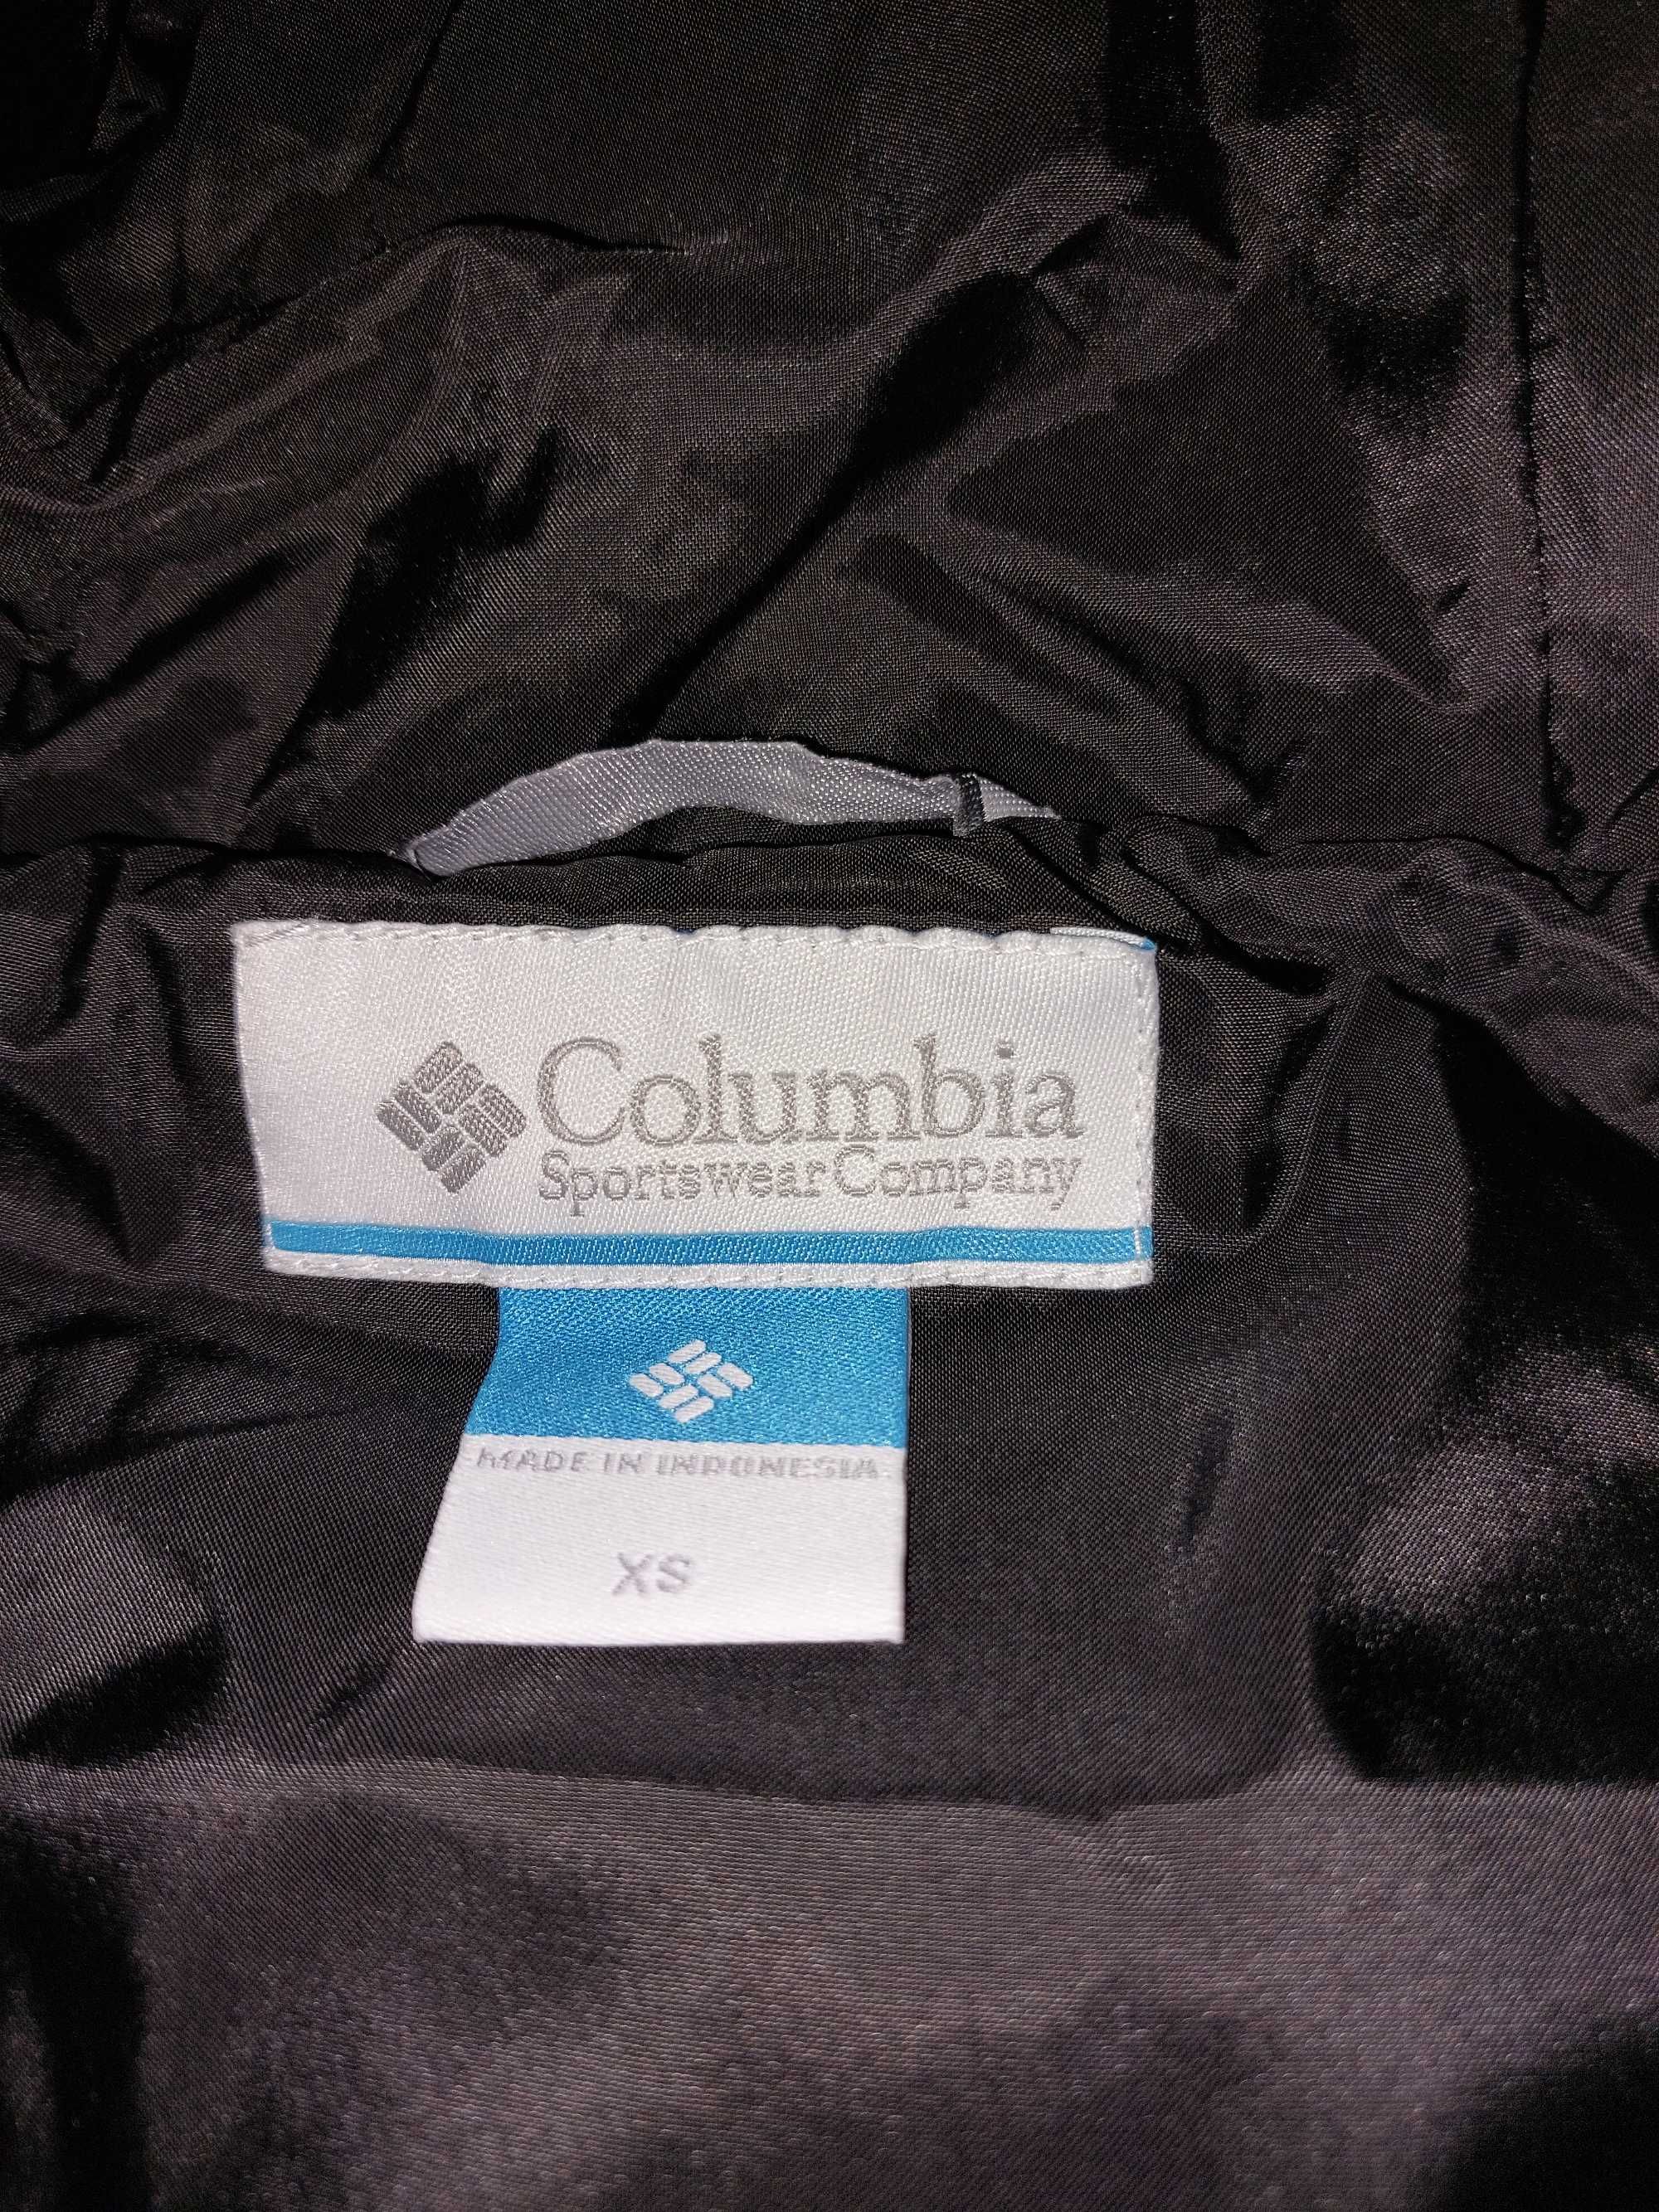 Columbia
Sportswear Company
MADE IN INDONESIA
XS